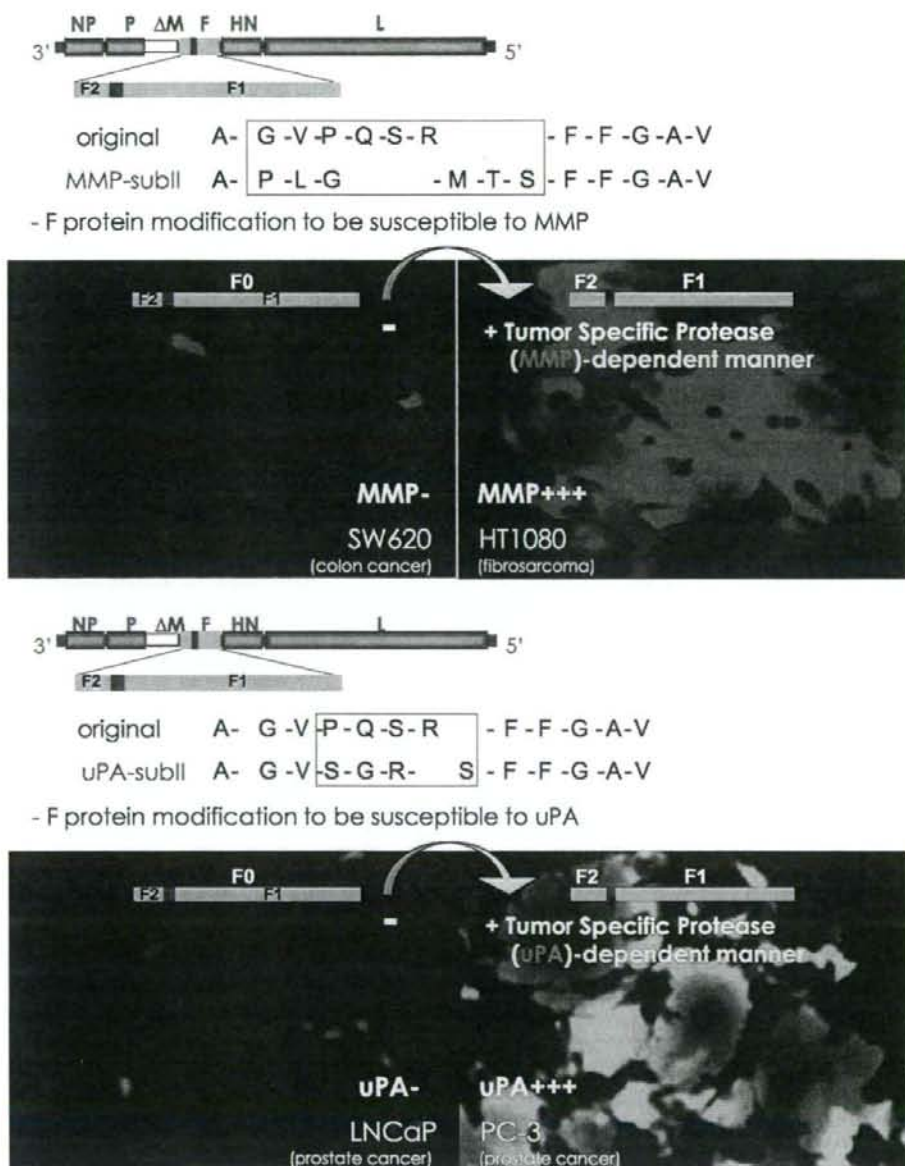 NP P ΔM F HN L
3' 5'
F2 F1
original A- G -V -P -Q -S- R - F - F -G -A -V
MMP-subII A- P -L -G -M -T - S - F - F -G -A -V
- F protein modification to be susceptible to MMP
F0 F2 F1
F2 F1
- + Tumor Specific Protease
(MMP)-dependent manner
MMP- MMP+++
SW620 HT1080
(colon cancer) (fibrosarcoma)
NP P ΔM F HN L
3' 5'
F2 F1
original A- G -V -P -Q -S- R - F - F -G -A -V
uPA-subII A- G -V -S -G -R- S - F - F -G -A -V
- F protein modification to be susceptible to uPA
F0 F2 F1
F2 F1
- + Tumor Specific Protease
(uPA)-dependent manner
uPA- uPA+++
LNCaP PC-3
(prostate cancer) (prostate cancer)